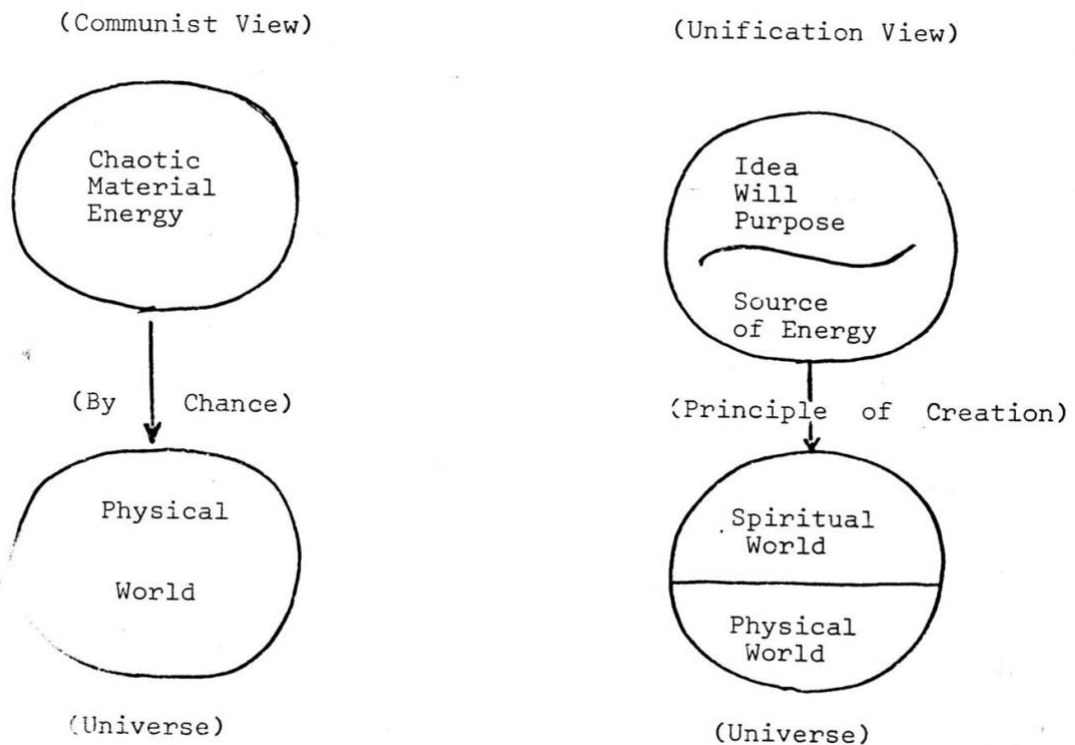 (Communist View)
Chaotic
Material
Energy
(By Chance)
Physical
World
(Universe)
(Unification View)
Idea
Will
Purpose
Source
of Energy
(Principle of Creation)
Spiritual
World
Physical
World
(Universe)